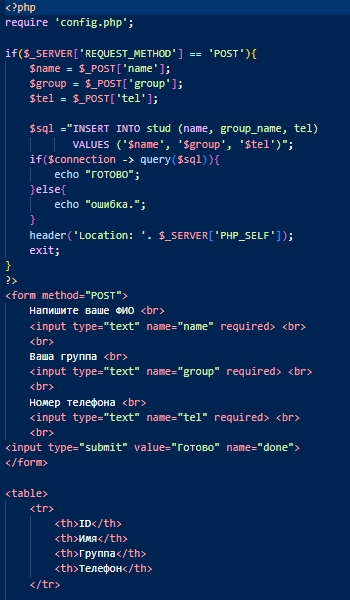 <?php
require 'config.php';
if($_SERVER['REQUEST_METHOD'] == 'POST'){
$name = $_POST['name'];
$group = $_POST['group'];
$tel = $_POST['tel'];
$sql ="INSERT INTO stud (name, group_name, tel)
VALUES ('$name', '$group', '$tel')";
if($connection -> query($sql)){
echo "ГОТОВО";
}else{
echo "ошибка.";
}
header('Location: '. $_SERVER['PHP_SELF']);
exit;
}
?>
<form method="POST">
Напишите ваше ФИО <br>
<input type="text" name="name" required> <br>
<br>
Ваша группа <br>
<input type="text" name="group" required> <br>
<br>
Номер телефона <br>
<input type="text" name="tel" required> <br>
<br>
<input type="submit" value="Готово" name="done">
</form>
<table>
<tr>
<th>ID</th>
<th>Имя</th>
<th>Группа</th>
<th>Телефон</th>
</tr>